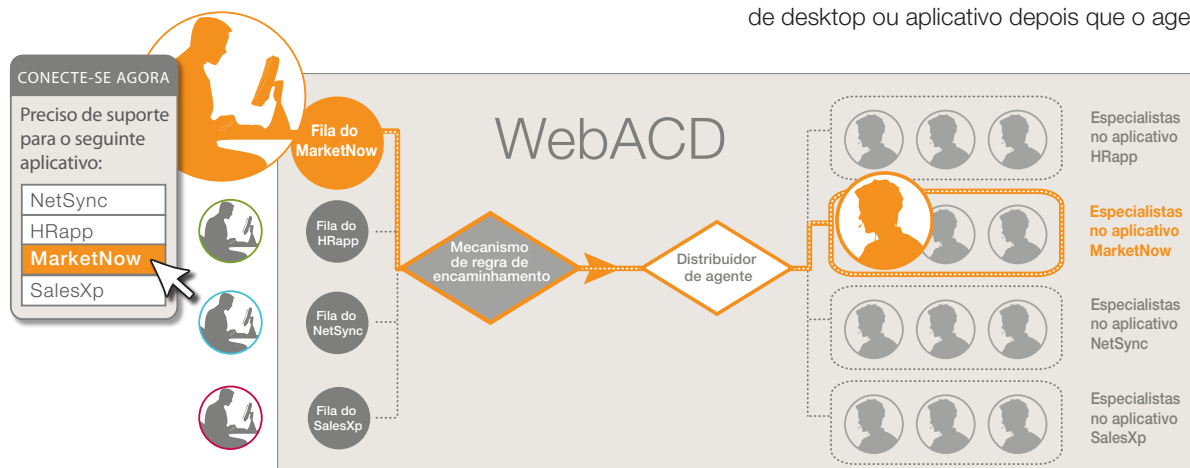 de desktop ou aplicativo depois que o age
CONECTE-SE AGORA
Preciso de suporte
para o seguinte
aplicativo:
NetSync
HRapp
MarketNow
SalesXp
WebACD
Fila do
MarketNow
Fila do
HRapp
Fila do
NetSync
Fila do
SalesXp
Mecanismo
de regra de
encaminhamento
Distribuidor
de agente
Especialistas
no aplicativo
HRapp
Especialistas
no aplicativo
MarketNow
Especialistas
no aplicativo
NetSync
Especialistas
no aplicativo
SalesXp